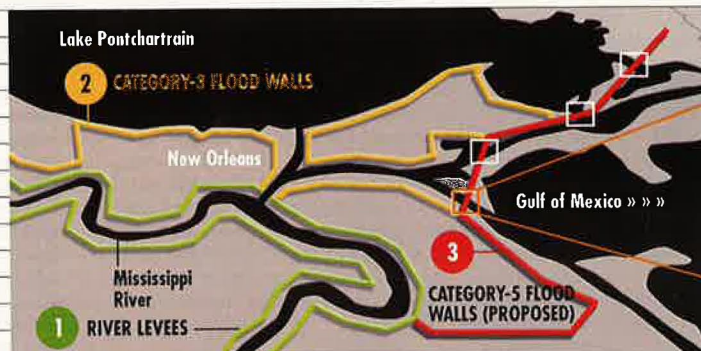 Lake Pontchartrain
2 CATEGORY-3 FLOOD WALLS
New Orleans
Gulf of Mexico » » »
3
Mississippi
River
CATEGORY-5 FLOOD
WALLS (PROPOSED)
1 RIVER LEVEES